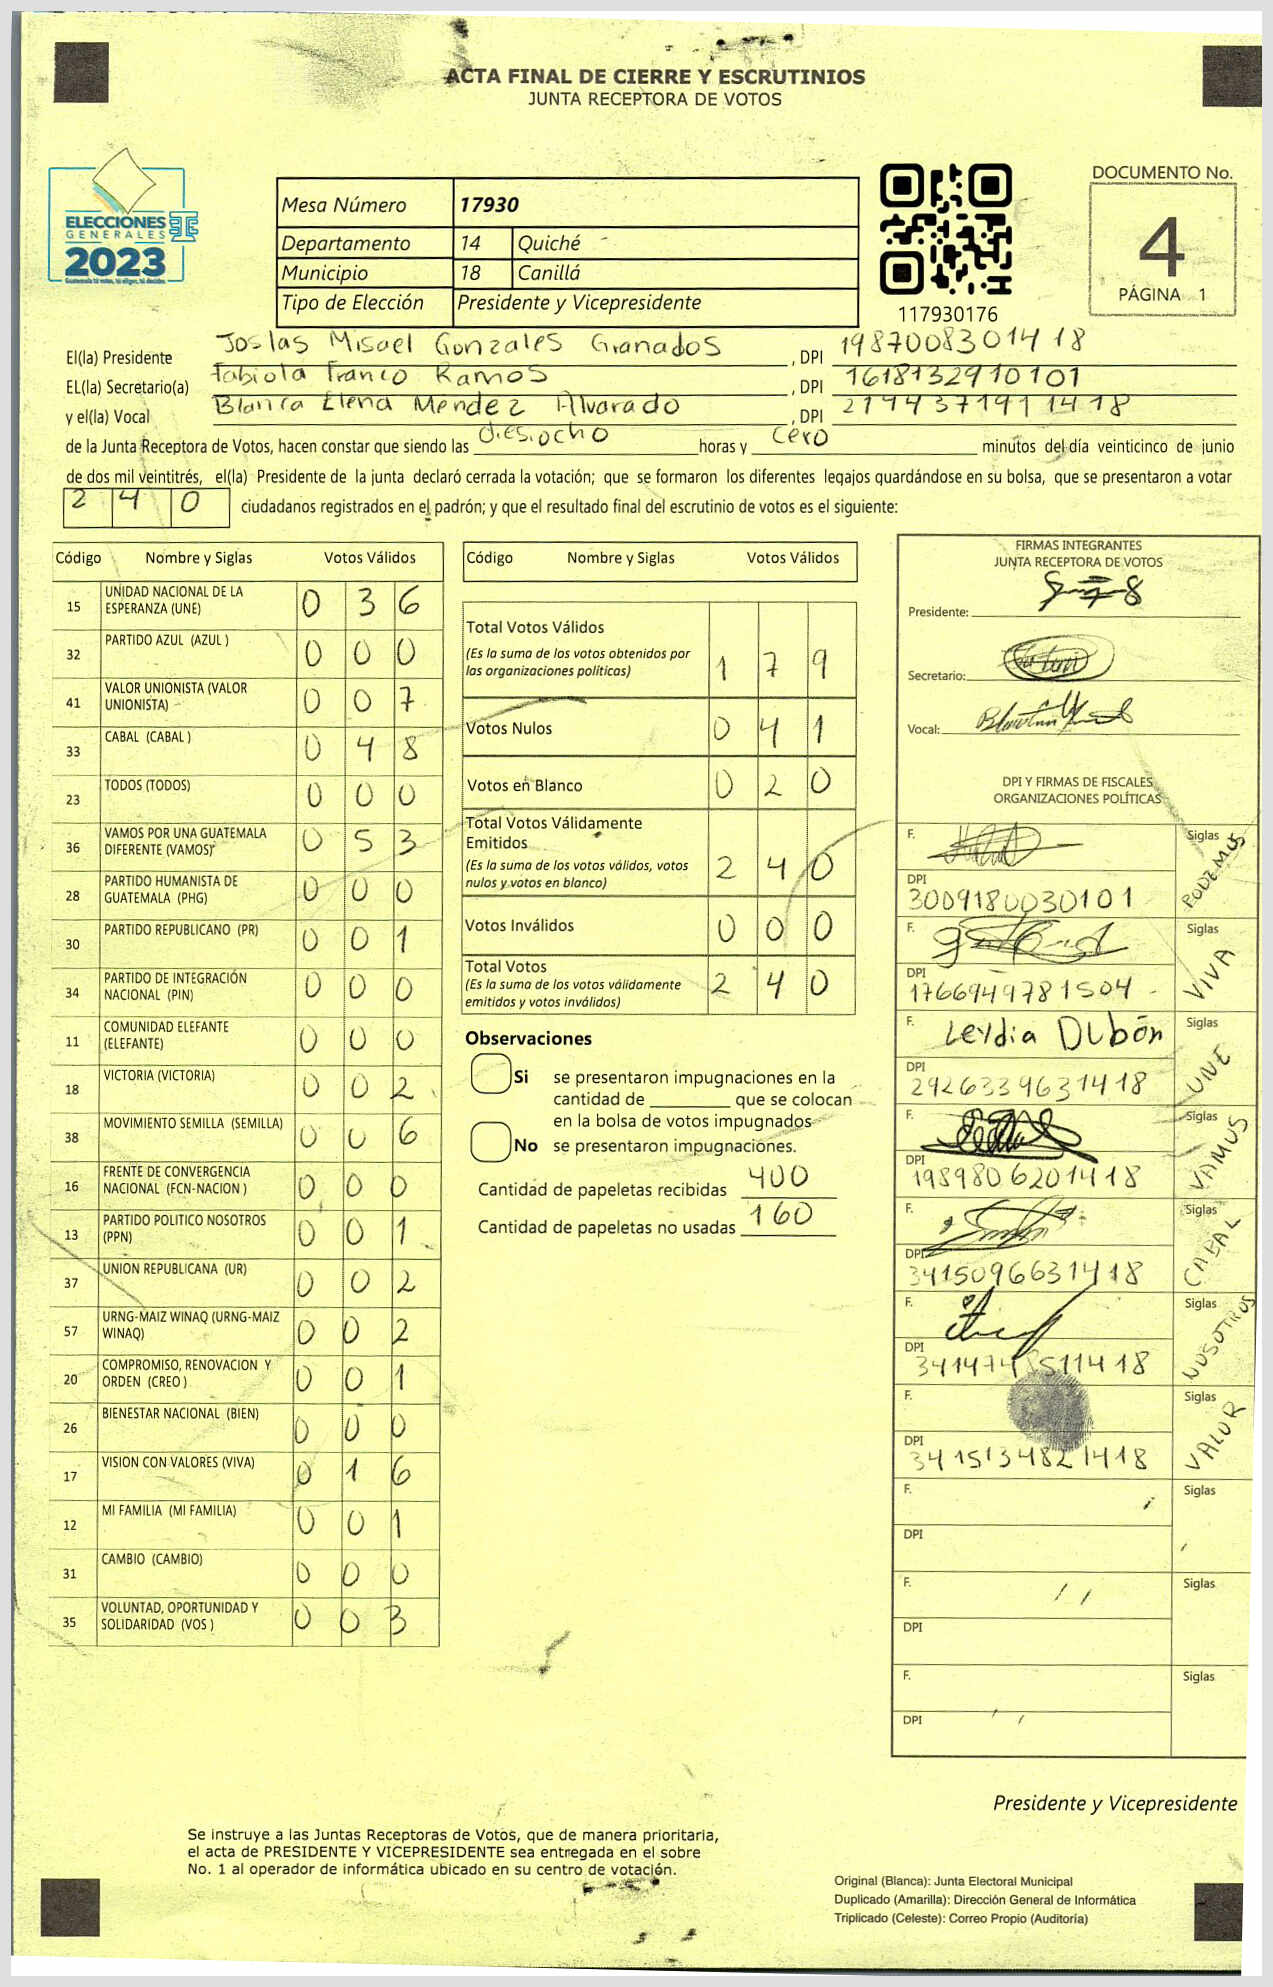 ACTA FINAL DE CIERRE Y ESCRUTINIOS
JUNTA RECEPTORA DE VOTOS
ELECCIONES
GENERALES
2023
Mesa Número 17930
Departamento 14 Quiché
Municipio 18 Canillá
Tipo de Elección Presidente y Vicepresidente
117930176
DOCUMENTO No.
4
PÁGINA 1
El(la) Presidente Josias Misael Gonzales Granados, DPI 1987008301418
EL(la) Secretario(a) Fabiola Franco Ramos, DPI 1618132910101
y el(la) Vocal Blanca Elena Mendez Alvarado, DPI 2194371911418
de la Junta Receptora de Votos, hacen constar que siendo las diesiocho horas y cero minutos del día veinticinco de junio
de dos mil veintitrés, el(la) Presidente de la junta declaró cerrada la votación; que se formaron los diferentes legajos guardándose en su bolsa, que se presentaron a votar
240 ciudadanos registrados en el padrón; y que el resultado final del escrutinio de votos es el siguiente:
Código Nombre y Siglas Votos Válidos
15 UNIDAD NACIONAL DE LA ESPERANZA (UNE) 0 3 6
32 PARTIDO AZUL (AZUL ) 0 0 0
41 VALOR UNIONISTA (VALOR UNIONISTA) 0 0 7
33 CABAL (CABAL ) 0 4 8
23 TODOS (TODOS) 0 0 0
36 VAMOS POR UNA GUATEMALA DIFERENTE (VAMOS) 0 5 3
28 PARTIDO HUMANISTA DE GUATEMALA (PHG) 0 0 0
30 PARTIDO REPUBLICANO (PR) 0 0 1
34 PARTIDO DE INTEGRACIÓN NACIONAL (PIN) 0 0 0
11 COMUNIDAD ELEFANTE (ELEFANTE) 0 0 0
18 VICTORIA (VICTORIA) 0 0 2
38 MOVIMIENTO SEMILLA (SEMILLA) 0 0 6
16 FRENTE DE CONVERGENCIA NACIONAL (FCN-NACION ) 0 0 0
13 PARTIDO POLITICO NOSOTROS (PPN) 0 0 1
37 UNION REPUBLICANA (UR) 0 0 2
57 URNG-MAIZ WINAQ (URNG-MAIZ WINAQ) 0 0 2
20 COMPROMISO, RENOVACION Y ORDEN (CREO ) 0 0 1
26 BIENESTAR NACIONAL (BIEN) 0 0 0
17 VISION CON VALORES (VIVA) 0 1 6
12 MI FAMILIA (MI FAMILIA) 0 0 1
31 CAMBIO (CAMBIO) 0 0 0
35 VOLUNTAD, OPORTUNIDAD Y SOLIDARIDAD (VOS ) 0 0 3
Código Nombre y Siglas Votos Válidos
Total Votos Válidos
(Es la suma de los votos obtenidos por
las organizaciones políticas) 1 7 9
Votos Nulos 0 4 1
Votos en Blanco 0 2 0
Total Votos Válidamente
Emitidos
(Es la suma de los votos válidos, votos
nulos y votos en blanco) 2 4 0
Votos Inválidos 0 0 0
Total Votos
(Es la suma de los votos válidamente
emitidos y votos inválidos) 2 4 0
Observaciones
Si se presentaron impugnaciones en la
cantidad de ________ que se colocan
en la bolsa de votos impugnados
No se presentaron impugnaciones.
Cantidad de papeletas recibidas 400
Cantidad de papeletas no usadas 160
FIRMAS INTEGRANTES
JUNTA RECEPTORA DE VOTOS
Presidente:
Secretario:
Vocal:
DPI Y FIRMAS DE FISCALES
ORGANIZACIONES POLÍTICAS
F. Siglas PODEMOS
DPI 3009180030101
F. Siglas VIVA
DPI 1766949781504
F. Leydia Dubón Siglas UNE
DPI 2926339631418
F. Siglas VAMOS
DPI 1989806201418
F. Siglas CABAL
DPI 3415096631418
F. Siglas NOSOTROS
DPI
F. Siglas VALOR
DPI 3415134821418
F. Siglas
DPI
F. Siglas
DPI
F. Siglas
DPI
Presidente y Vicepresidente
Se instruye a las Juntas Receptoras de Votos, que de manera prioritaria,
el acta de PRESIDENTE Y VICEPRESIDENTE sea entregada en el sobre
No. 1 al operador de informática ubicado en su centro de votación.
Original (Blanca): Junta Electoral Municipal
Duplicado (Amarilla): Dirección General de Informática
Triplicado (Celeste): Correo Propio (Auditoría)